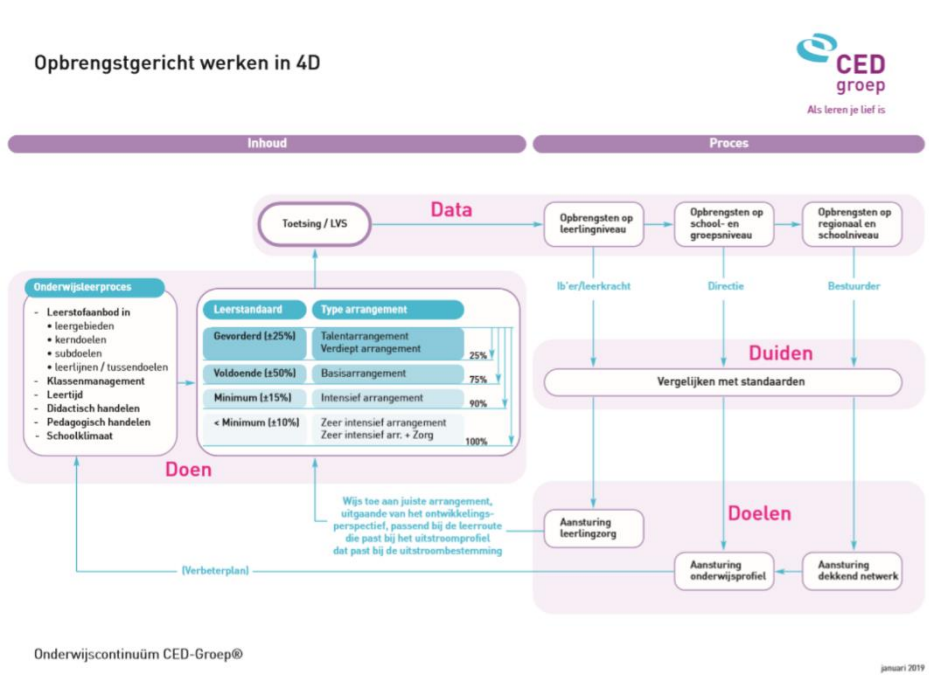 Opbrengstgericht werken in 4D
CED
groep
Als leren je lief is
Inhoud
Proces
Toetsing / LVS
Data
Opbrengsten op
leerlingniveau
Opbrengsten op
school- en
groepsniveau
Opbrengsten op
regionaal en
schoolniveau
Ib'er/leerkracht
Directie
Bestuurder
Onderwijsleerproces
- Leerstofaanbod in
• leergebieden
• kerndoelen
• subdoelen
• leerlijnen / tussendoelen
- Klassenmanagement
- Leertijd
- Didactisch handelen
- Pedagogisch handelen
- Schoolklimaat
Leerstandaard
Type arrangement
Gevorderd (±25%)
Talentarrangement
Verdiept arrangement
25%
Voldoende (±50%)
Basisarrangement
75%
Minimum (±15%)
Intensief arrangement
90%
< Minimum (±10%)
Zeer intensief arrangement
Zeer intensief arr. + Zorg
100%
Doen
Duiden
Vergelijken met standaarden
Wijs toe aan juiste arrangement,
uitgaande van het ontwikkelings-
perspectief, passend bij de leerroute
die past bij het uitstroomprofiel
dat past bij de uitstroombestemming
Doelen
Aansturing
leerlingzorg
Aansturing
onderwijsprofiel
Aansturing
dekkend netwerk
(Verbeterplan)
Onderwijscontinuüm CED-Groep®
januari 2019